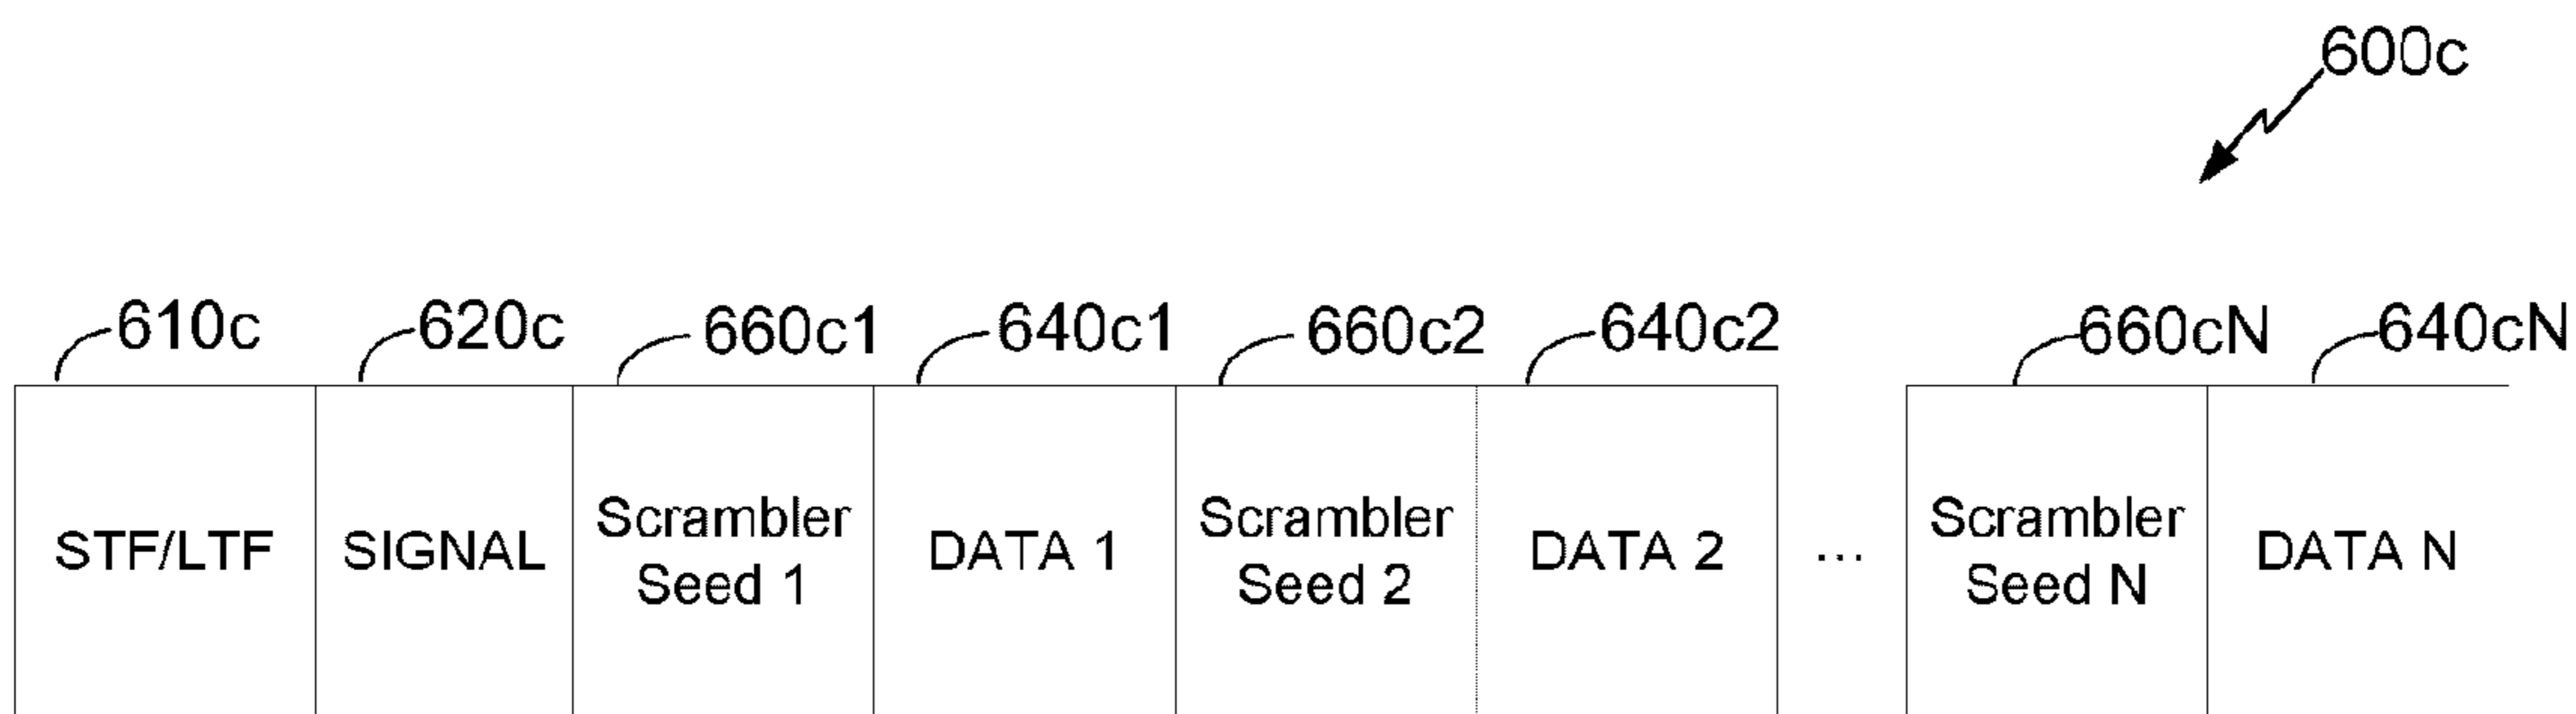 600c
610c 620c 660c1 640c1 660c2 640c2 660cN 640cN
STF/LTF
SIGNAL
Scrambler
Seed 1
DATA 1
Scrambler
Seed 2
DATA 2
...
Scrambler
Seed N
DATA N